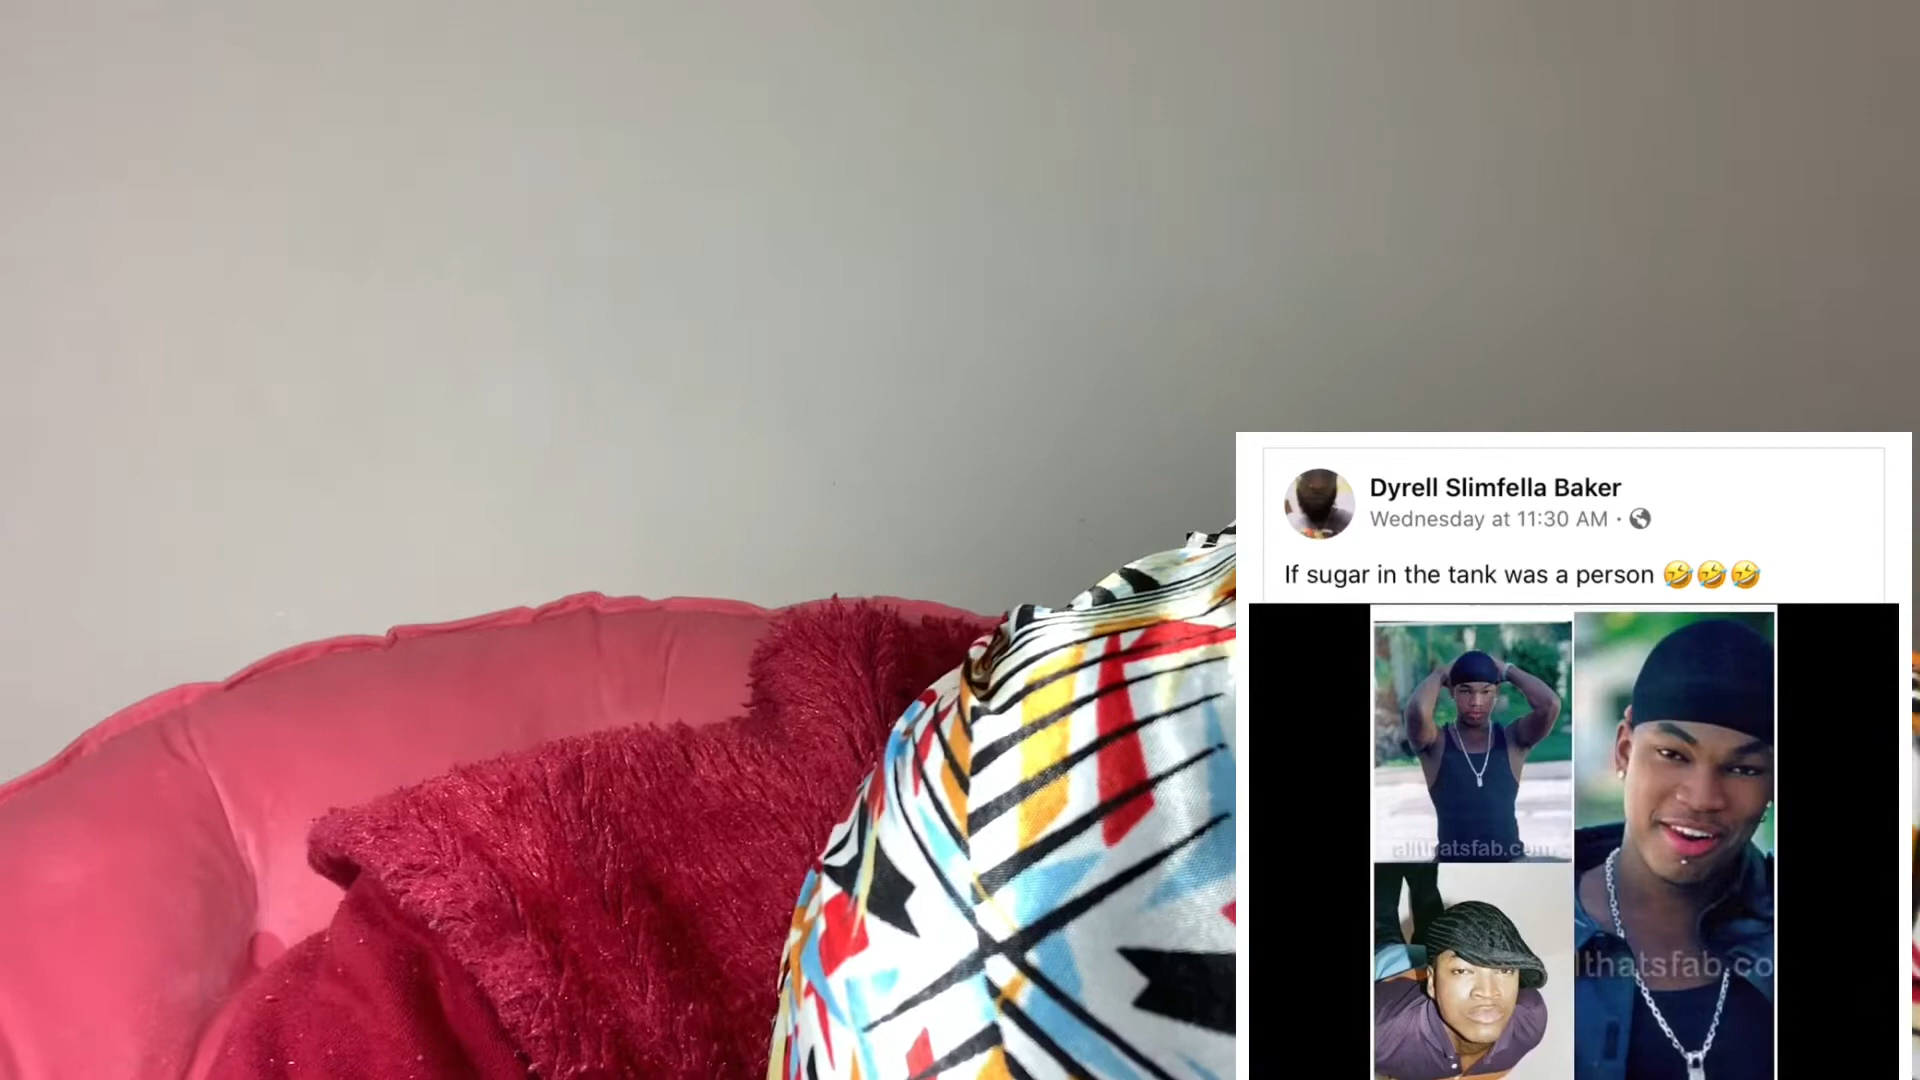 Dyrell Slimfella Baker
Wednesday at 11:30 AM ·
If sugar in the tank was a person 🤣🤣🤣
allthatsfab.com
lthatsfab.co